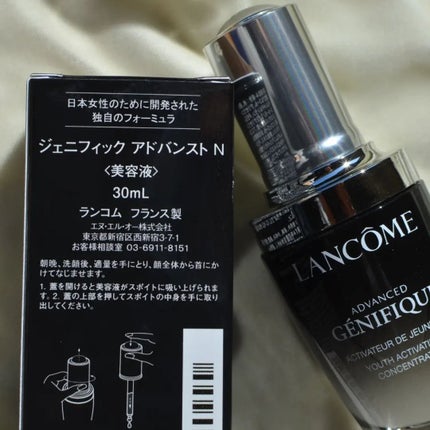 日本女性のために開発された
独自のフォーミュラ
ジェニフィック アドバンスト N
〈美容液〉
30mL
ランコム フランス製
エヌ・エル・オー株式会社
東京都新宿区西新宿3-7-1
お客様相談室 03-6911-8151
朝晩、洗顔後、適量を手にとり、顔全体から首にか
けてなじませます。
1. 蓋を開けると美容液がスポイトに吸い上げられま
す。2. 蓋の上部を押してスポイトの中身を手に取り
出してください。
LANCÔME
ADVANCED
GÉNIFIQUE
ACTIVATEUR DE JEUN
YOUTH ACTIVATI
CONCENTRAT